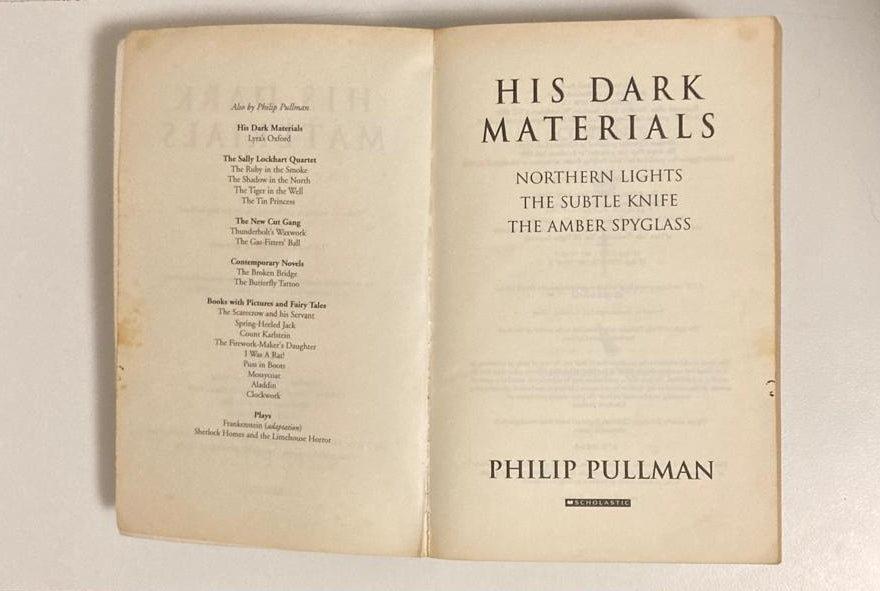 Also by Philip Pullman
His Dark Materials
Lyra's Oxford
The Sally Lockhart Quartet
The Ruby in the Smoke
The Shadow in the North
The Tiger in the Well
The Tin Princess
The New Cut Gang
Thunderbolt's Waxwork
The Gas-Fitters' Ball
Contemporary Novels
The Broken Bridge
The Butterfly Tattoo
Books with Pictures and Fairy Tales
The Scarecrow and his Servant
Spring-Heeled Jack
Count Karlstein
The Firework-Maker's Daughter
I Was A Rat!
Puss in Boots
Mossycoat
Aladdin
Clockwork
Plays
Frankenstein (adaptation)
Sherlock Homes and the Limehouse Horror
HIS DARK
MATERIALS
NORTHERN LIGHTS
THE SUBTLE KNIFE
THE AMBER SPYGLASS
PHILIP PULLMAN
SCHOLASTIC